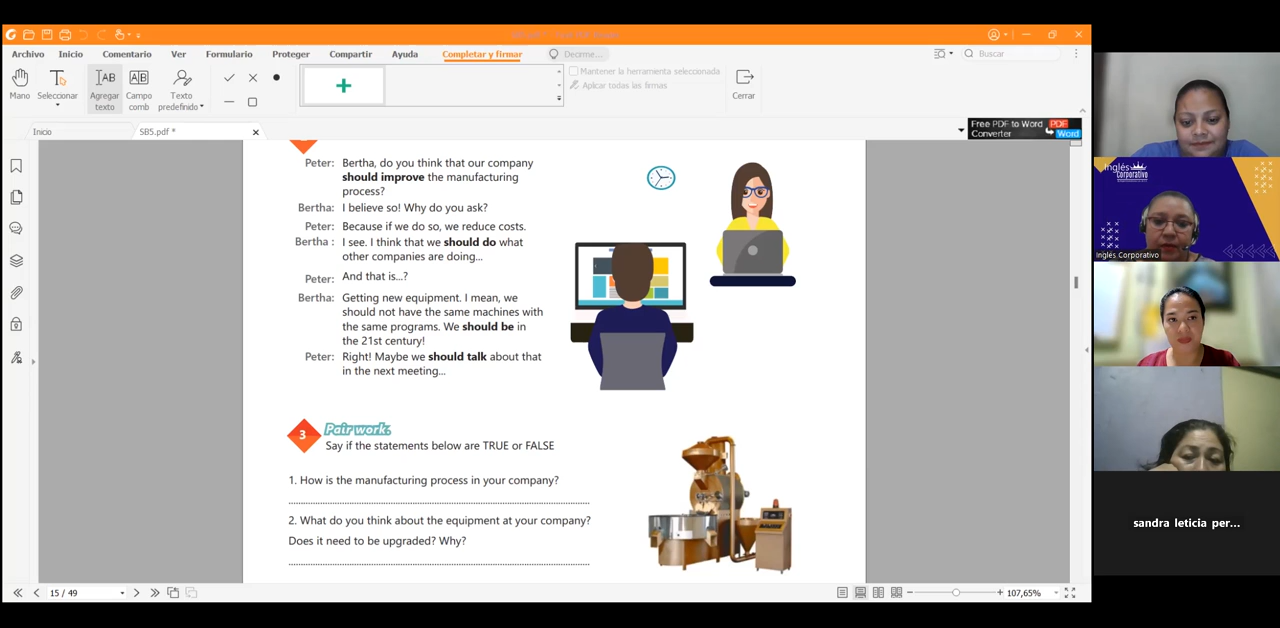 Archivo Inicio Comentario Ver Formulario Proteger Compartir Ayuda Completar y firmar Decirme... Buscar
Mano Seleccionar Agregar texto Campo comb Texto predefinido
Mantener la herramienta seleccionada
Aplicar todas las firmas
Cerrar
Inicio SB5.pdf *
Free PDF to Word PDF
Converter Word
Peter: Bertha, do you think that our company
should improve the manufacturing
process?
Bertha: I believe so! Why do you ask?
Peter: Because if we do so, we reduce costs.
Bertha : I see. I think that we should do what
other companies are doing...
Peter: And that is...?
Bertha: Getting new equipment. I mean, we
should not have the same machines with
the same programs. We should be in
the 21st century!
Peter: Right! Maybe we should talk about that
in the next meeting...
3 Pair work.
Say if the statements below are TRUE or FALSE
1. How is the manufacturing process in your company?
2. What do you think about the equipment at your company?
Does it need to be upgraded? Why?
15 / 49
107,65%
Inglés
Corporativo
Inglés Corporativo
sandra leticia per...